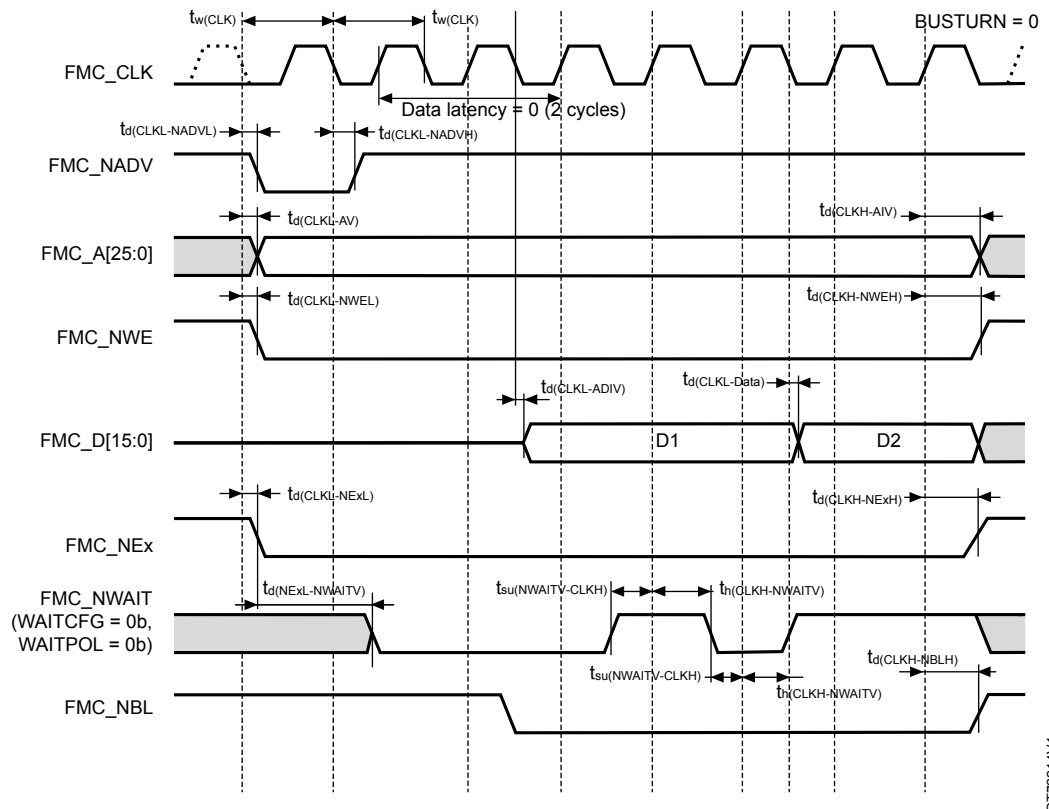 tw(CLK)
tw(CLK)
BUSTURN = 0
FMC_CLK
Data latency = 0 (2 cycles)
td(CLKL-NADVL)
td(CLKL-NADVH)
FMC_NADV
td(CLKL-AV)
td(CLKH-AIV)
FMC_A[25:0]
td(CLKL-NWEL)
td(CLKH-NWEH)
FMC_NWE
td(CLKL-ADIV)
td(CLKL-Data)
FMC_D[15:0]
D1
D2
td(CLKL-NExL)
td(CLKH-NExH)
FMC_NEx
td(NExL-NWAITV)
tsu(NWAITV-CLKH)
th(CLKH-NWAITV)
FMC_NWAIT
(WAITCFG = 0b,
WAITPOL = 0b)
tsu(NWAITV-CLKH)
th(CLKH-NWAITV)
td(CLKH-NBLH)
FMC_NBL